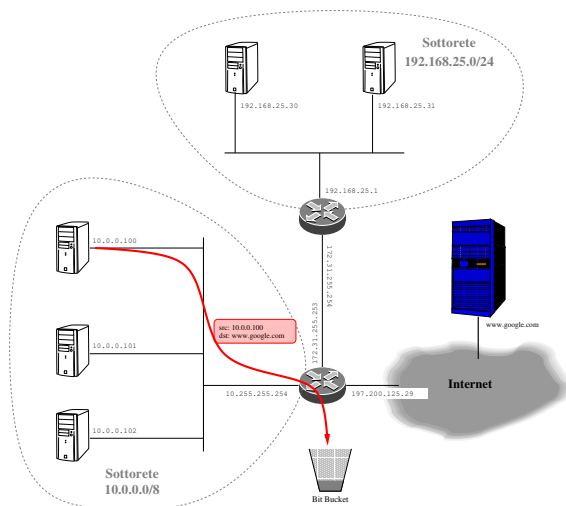 Sottorete
192.168.25.0/24
192.168.25.30
192.168.25.31
192.168.25.1
172.31.255.254
10.0.0.100
src: 10.0.0.100
dst: www.google.com
172.31.255.253
www.google.com
10.0.0.101
10.255.255.254
197.200.125.29
Internet
10.0.0.102
Sottorete
10.0.0.0/8
Bit Bucket